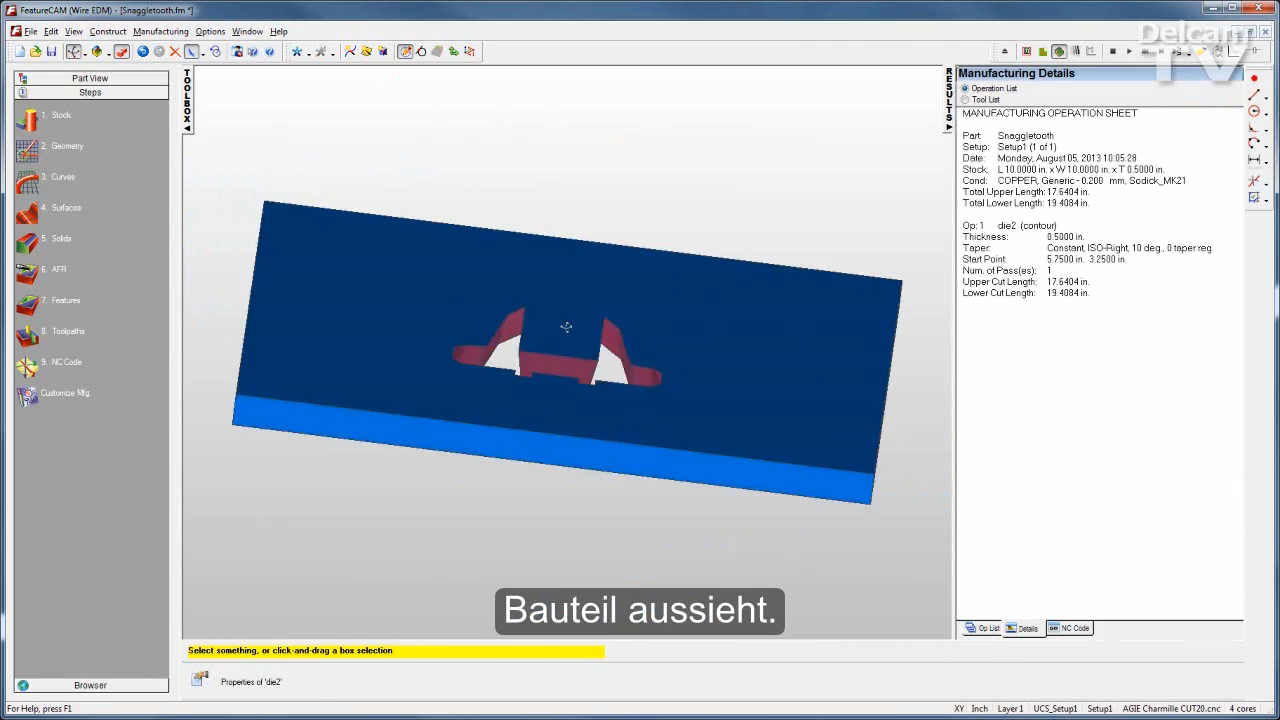 FeatureCAM (Wire EDM) - [Snaggletooth.fm *]
File Edit View Construct Manufacturing Options Window Help
Delcam
TV
Part View
Steps
1. Stock
2. Geometry
3. Curves
4. Surfaces
5. Solids
6. AFR
7. Features
8. Toolpaths
9. NC Code
Customize Mfg.
Browser
TOOLBOX
RESULTS
Manufacturing Details
Operation List
Tool List
MANUFACTURING OPERATION SHEET
Part: Snaggletooth
Setup: Setup1 (1 of 1)
Date: Monday, August 05, 2013 10:05:28
Stock: L 10.0000 in. x W 10.0000 in. x T 0.5000 in.
Cond: COPPER, Generic - 0.200 mm, Sodick_MK21
Total Upper Length: 17.6404 in.
Total Lower Length: 19.4084 in.
Op: 1 die2 (contour)
Thickness: 0.5000 in.
Taper: Constant, ISO-Right, 10 deg., 0 taper reg.
Start Point: 5.7500 in. 3.2500 in.
Num. of Pass(es): 1
Upper Cut Length: 17.6404 in.
Lower Cut Length: 19.4084 in.
Op List Details NC Code
Bauteil aussieht.
Select something, or click-and-drag a box selection
Properties of 'die2'
For Help, press F1
XY Inch Layer1 UCS_Setup1 Setup1 AGIE Charmille CUT20.cnc 4 cores